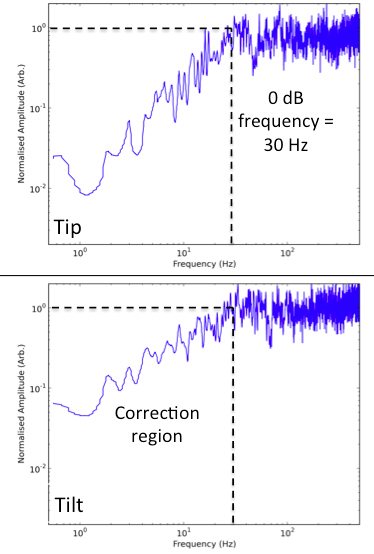 10⁰
10⁻¹
10⁻²
Normalised Amplitude (Arb.)
0 dB
frequency =
30 Hz
Tip
10⁰
10¹
10²
Frequency (Hz)
10⁰
10⁻¹
10⁻²
Normalised Amplitude (Arb.)
Correction
region
Tilt
10⁰
10¹
10²
Frequency (Hz)